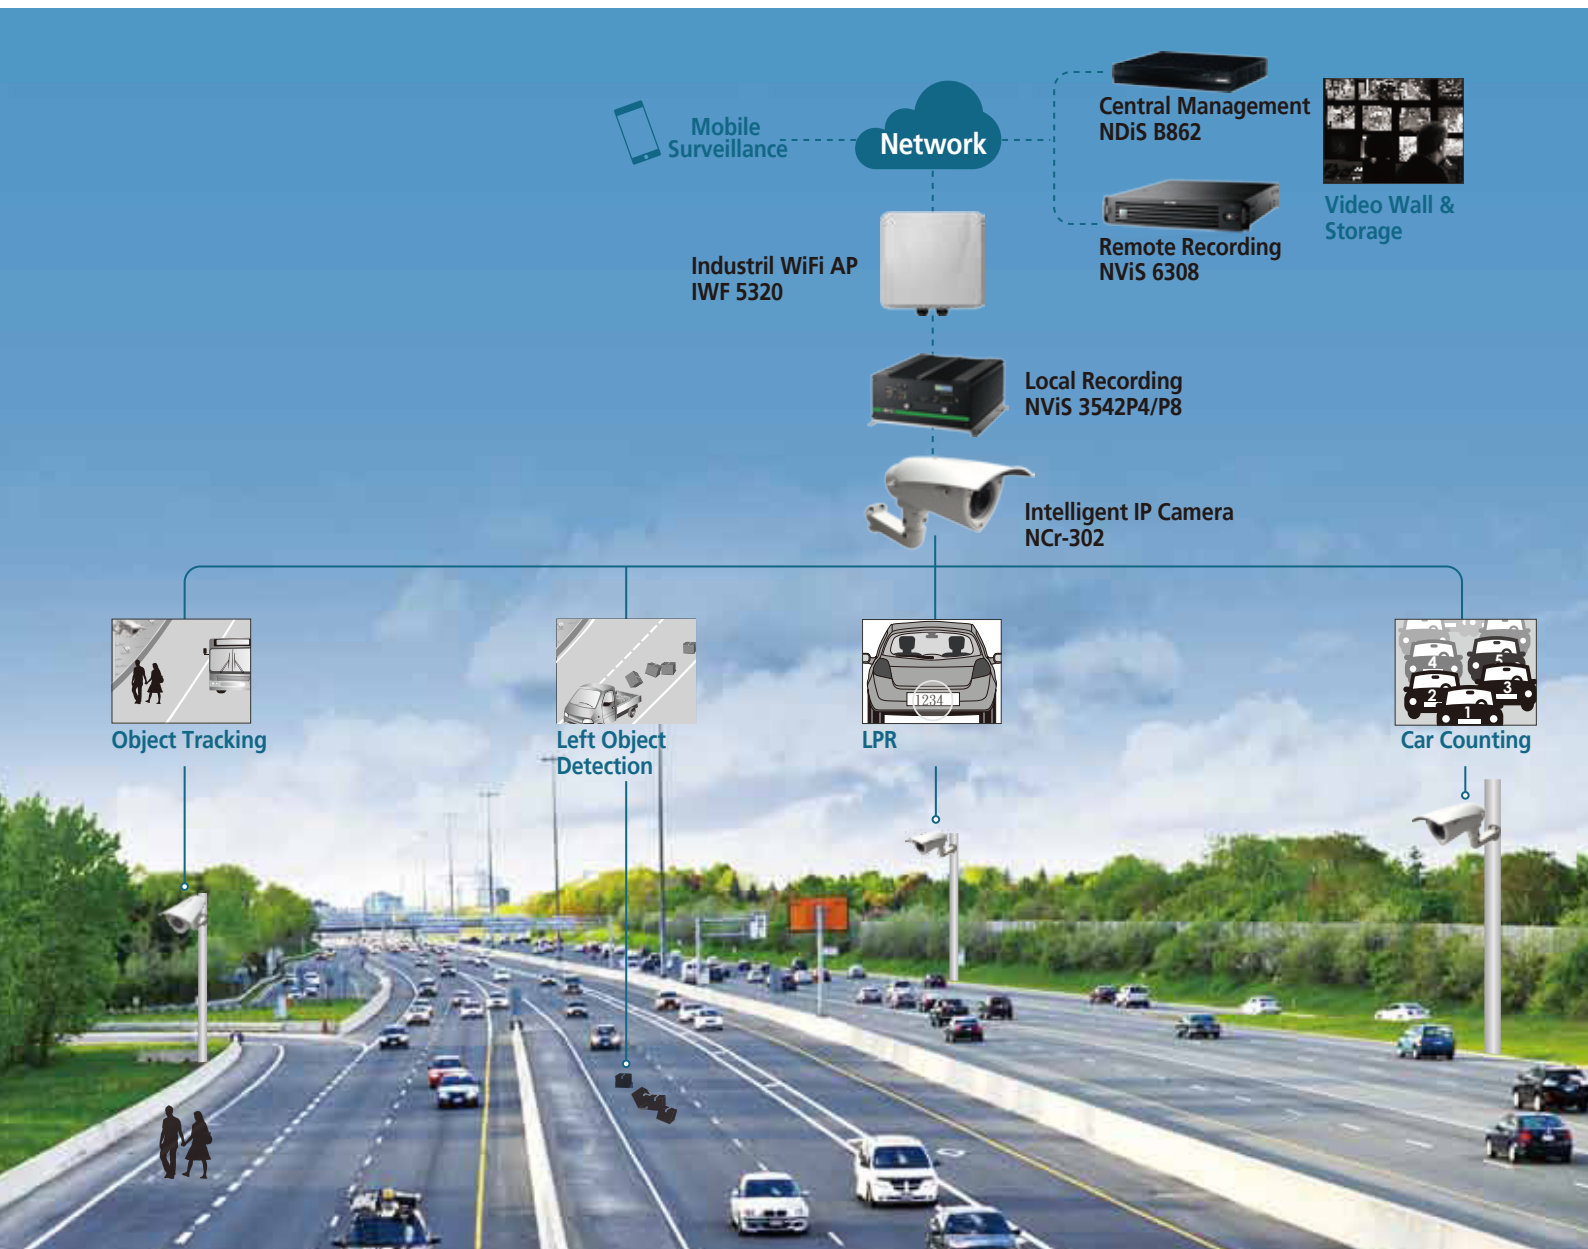 Mobile
Surveillance
Network
Central Management
NDiS B862
Video Wall &
Storage
Remote Recording
NViS 6308
Industril WiFi AP
IWF 5320
Local Recording
NViS 3542P4/P8
Intelligent IP Camera
NCr-302
1234
4
5
2
3
1
Object Tracking
Left Object
Detection
LPR
Car Counting